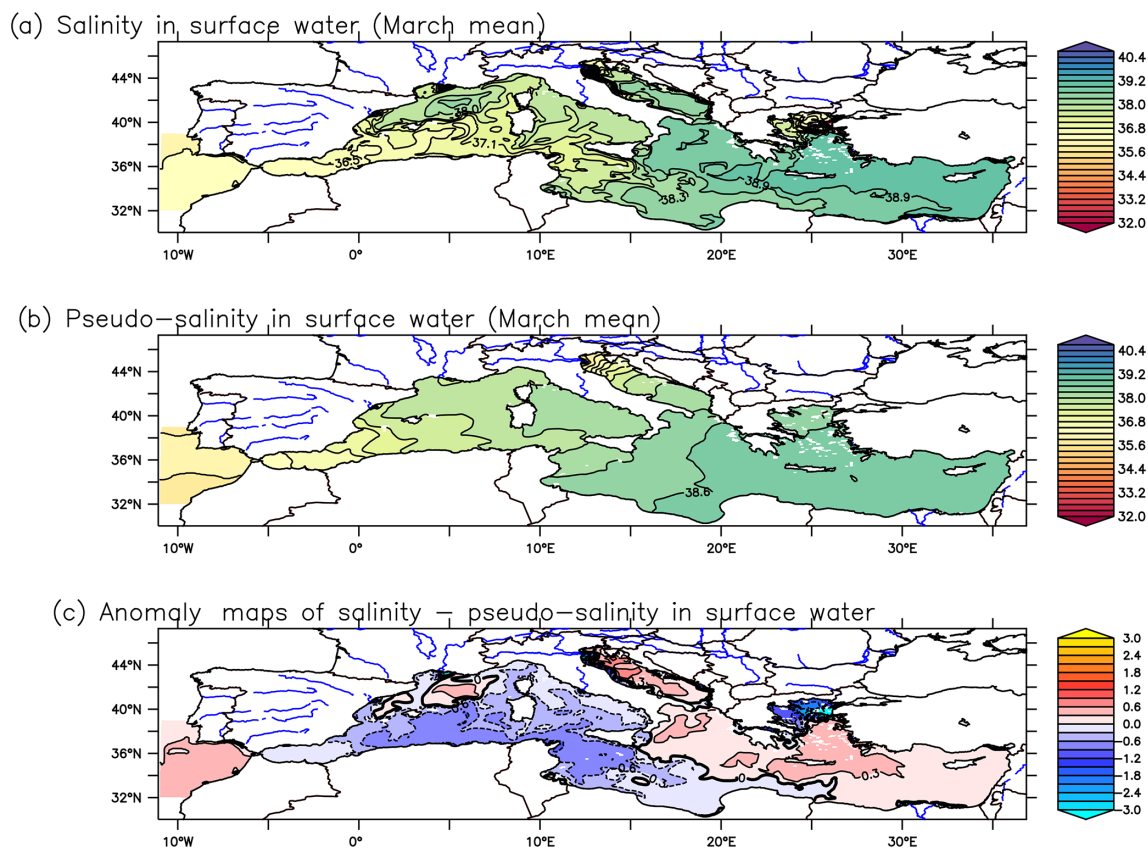 (a) Salinity in surface water (March mean)
44°N
40°N
36°N
32°N
38.0
37.1
36.5
38.3
0
38.9
38.9
10°W
0°
10°E
20°E
30°E
40.4
39.2
38.0
36.8
35.6
34.4
33.2
32.0
(b) Pseudo-salinity in surface water (March mean)
44°N
40°N
36°N
32°N
38.6
10°W
0°
10°E
20°E
30°E
40.4
39.2
38.0
36.8
35.6
34.4
33.2
32.0
(c) Anomaly maps of salinity - pseudo-salinity in surface water
44°N
40°N
36°N
32°N
0
0.3
10°W
0°
10°E
20°E
30°E
3.0
2.4
1.8
1.2
0.6
0.0
-0.6
-1.2
-1.8
-2.4
-3.0